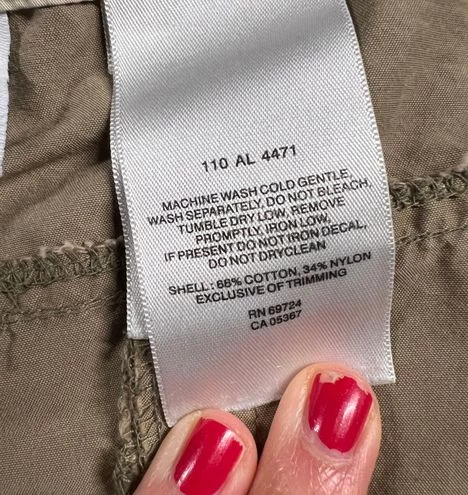 110 AL 4471
MACHINE WASH COLD GENTLE,
WASH SEPARATELY, DO NOT BLEACH,
TUMBLE DRY LOW, REMOVE
PROMPTLY, IRON LOW,
IF PRESENT DO NOT IRON DECAL,
DO NOT DRYCLEAN
SHELL: 66% COTTON, 34% NYLON
EXCLUSIVE OF TRIMMING
RN 69724
CA 05367